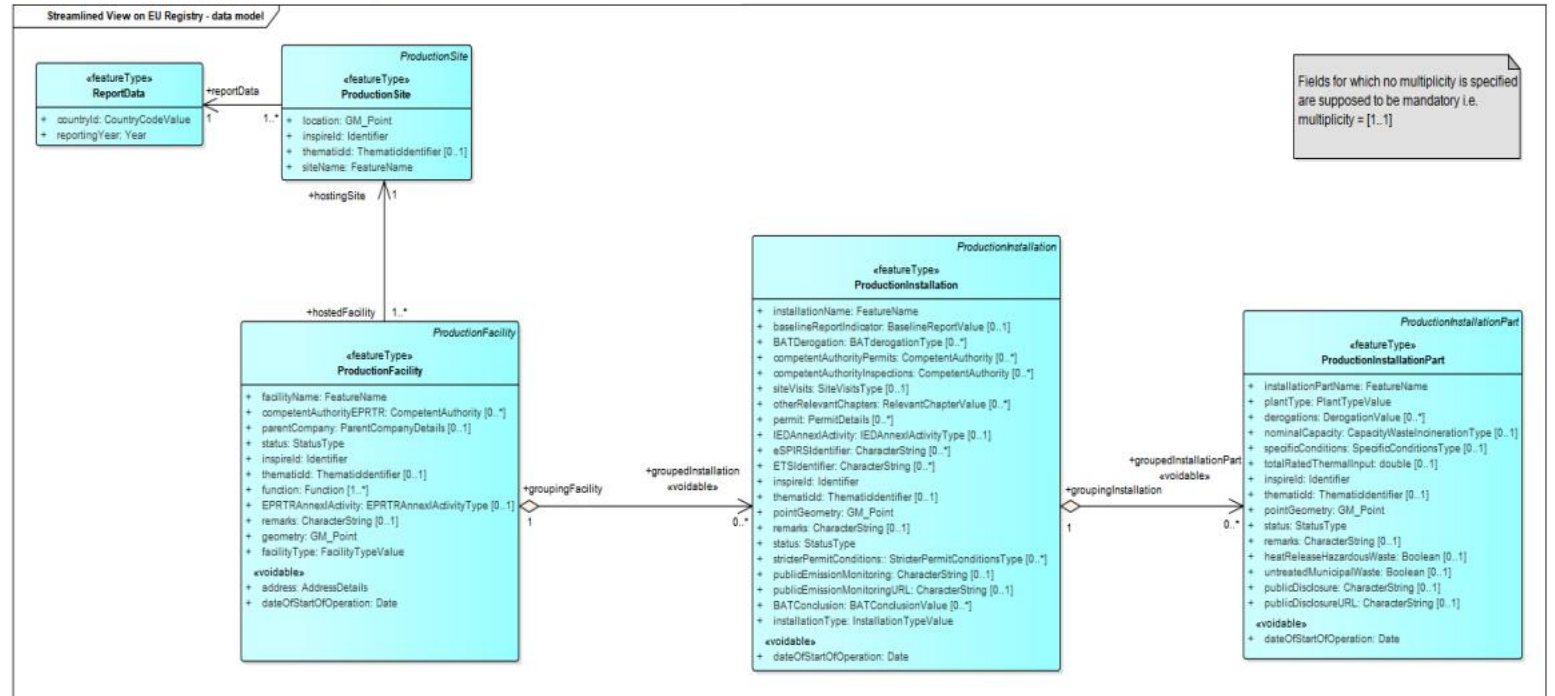 Streamlined View on EU Registry - data model
«featureType»
ReportData
+ countryId: CountryCodeValue
+ reportingYear: Year
+reportData
1
1..*
ProductionSite
«featureType»
ProductionSite
+ location: GM_Point
+ inspireId: Identifier
+ thematicId: ThematicIdentifier [0..1]
+ siteName: FeatureName
Fields for which no multiplicity is specified
are supposed to be mandatory i.e.
multiplicity = [1..1]
+hostingSite
1
+hostedFacility
1..*
ProductionFacility
«featureType»
ProductionFacility
+ facilityName: FeatureName
+ competentAuthorityEPRTR: CompetentAuthority [0..*]
+ parentCompany: ParentCompanyDetails [0..1]
+ status: StatusType
+ inspireId: Identifier
+ thematicId: ThematicIdentifier [0..1]
+ function: Function [1..*]
+ EPRTRAnnexIActivity: EPRTRAnnexIActivityType [0..1]
+ remarks: CharacterString [0..1]
+ geometry: GM_Point
+ facilityType: FacilityTypeValue
«voidable»
+ address: AddressDetails
+ dateOfStartOfOperation: Date
+groupingFacility
1
+groupedInstallation
«voidable»
0..*
ProductionInstallation
«featureType»
ProductionInstallation
+ installationName: FeatureName
+ baselineReportIndicator: BaselineReportValue [0..1]
+ BATDerogation: BATderogationType [0..*]
+ competentAuthorityPermits: CompetentAuthority [0..*]
+ competentAuthorityInspections: CompetentAuthority [0..*]
+ siteVisits: SiteVisitsType [0..1]
+ otherRelevantChapters: RelevantChapterValue [0..*]
+ permit: PermitDetails [0..*]
+ IEDAnnexIActivity: IEDAnnexIActivityType [0..1]
+ eSPIRSIdentifier: CharacterString [0..*]
+ ETSIdentifier: CharacterString [0..*]
+ inspireId: Identifier
+ thematicId: ThematicIdentifier [0..1]
+ pointGeometry: GM_Point
+ remarks: CharacterString [0..1]
+ status: StatusType
+ stricterPermitConditions:: StricterPermitConditionsType [0..*]
+ publicEmissionMonitoring: CharacterString [0..1]
+ publicEmissionMonitoringURL: CharacterString [0..1]
+ BATConclusion: BATConclusionValue [0..*]
+ installationType: InstallationTypeValue
«voidable»
+ dateOfStartOfOperation: Date
+groupingInstallation
1
+groupedInstallationPart
«voidable»
0..*
ProductionInstallationPart
«featureType»
ProductionInstallationPart
+ installationPartName: FeatureName
+ plantType: PlantTypeValue
+ derogations: DerogationValue [0..*]
+ nominalCapacity: CapacityWasteIncinerationType [0..1]
+ specificConditions: SpecificConditionsType [0..1]
+ totalRatedThermalInput: double [0..1]
+ inspireId: Identifier
+ thematicId: ThematicIdentifier [0..1]
+ pointGeometry: GM_Point
+ status: StatusType
+ remarks: CharacterString [0..1]
+ heatReleaseHazardousWaste: Boolean [0..1]
+ untreatedMunicipalWaste: Boolean [0..1]
+ publicDisclosure: CharacterString [0..1]
+ publicDisclosureURL: CharacterString [0..1]
«voidable»
+ dateOfStartOfOperation: Date